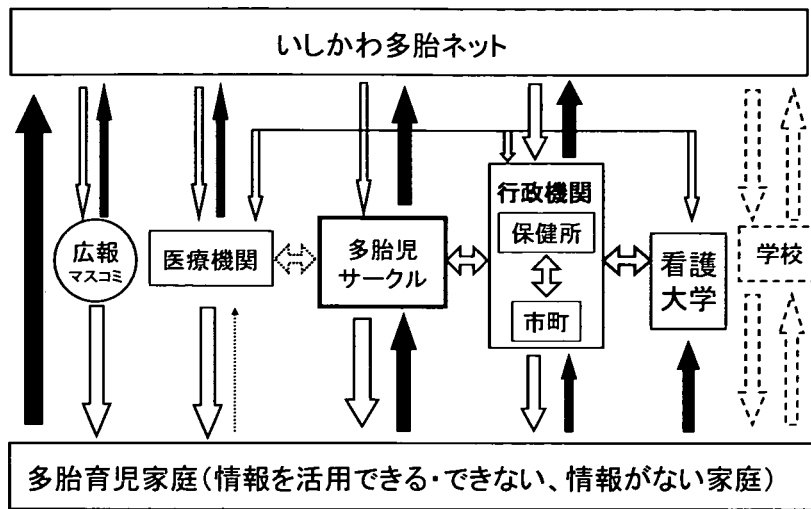 いしかわ多胎ネット
行政機関
保健所
市町
広報
マスコミ
医療機関
多胎児
サークル
看護
大学
学校
多胎育児家庭(情報を活用できる・できない、情報がない家庭)